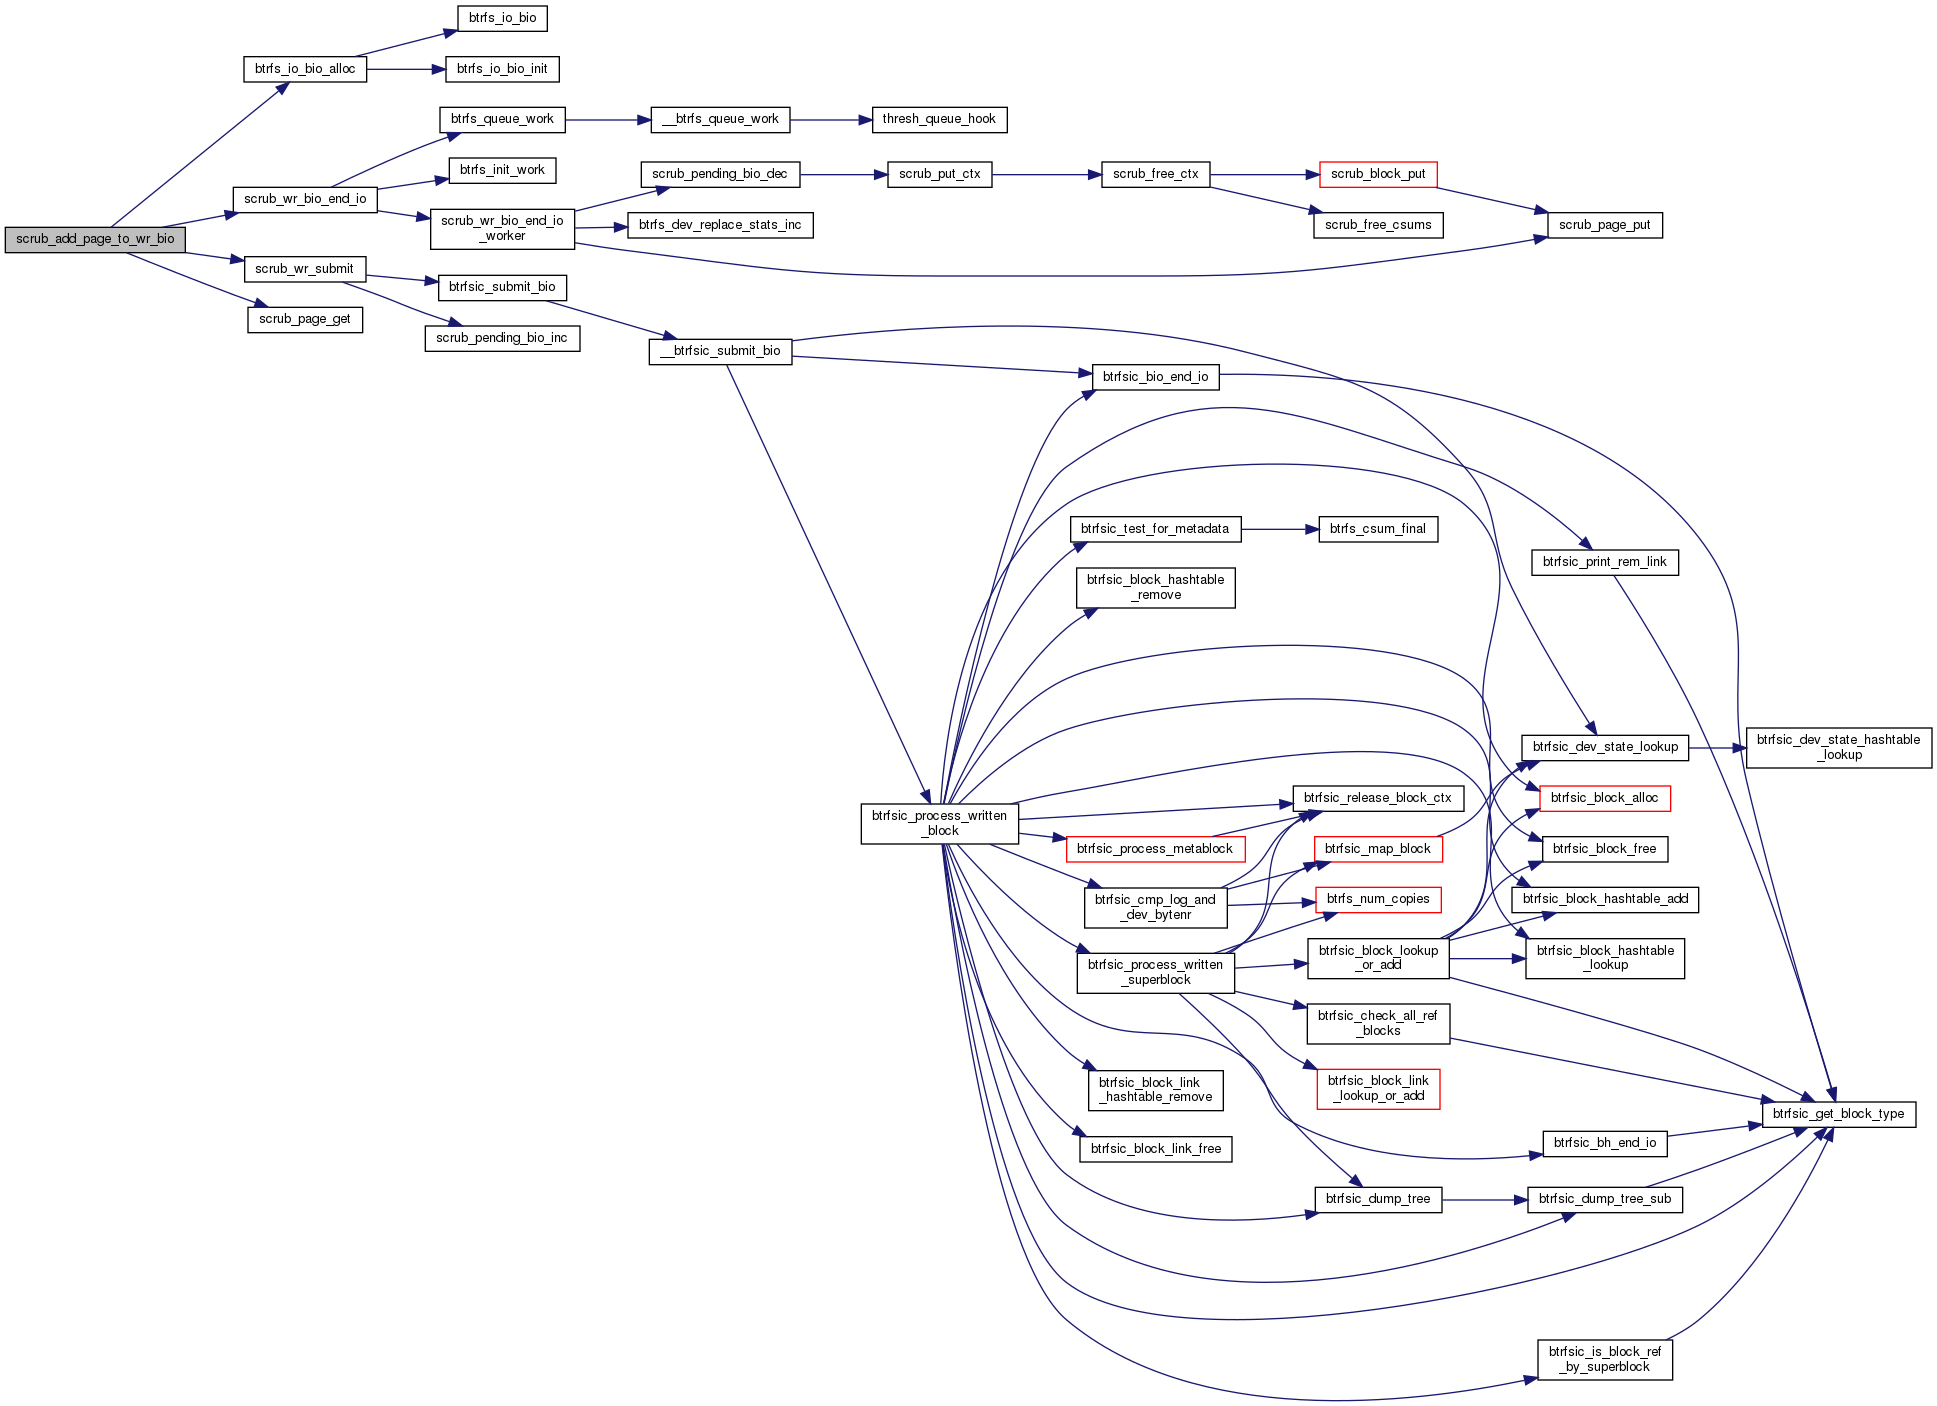 btrfs_io_bio
btrfs_io_bio_alloc
btrfs_io_bio_init
btrfs_queue_work
__btrfs_queue_work
thresh_queue_hook
btrfs_init_work
scrub_pending_bio_dec
scrub_put_ctx
scrub_free_ctx
scrub_block_put
scrub_wr_bio_end_io
scrub_wr_bio_end_io
_worker
btrfs_dev_replace_stats_inc
scrub_free_csums
scrub_page_put
scrub_add_page_to_wr_bio
scrub_wr_submit
btrfsic_submit_bio
scrub_page_get
scrub_pending_bio_inc
__btrfsic_submit_bio
btrfsic_bio_end_io
btrfsic_test_for_metadata
btrfs_csum_final
btrfsic_print_rem_link
btrfsic_block_hashtable
_remove
btrfsic_dev_state_lookup
btrfsic_dev_state_hashtable
_lookup
btrfsic_release_block_ctx
btrfsic_block_alloc
btrfsic_process_written
_block
btrfsic_process_metablock
btrfsic_map_block
btrfsic_block_free
btrfsic_cmp_log_and
_dev_bytenr
btrfs_num_copies
btrfsic_block_hashtable_add
btrfsic_block_lookup
_or_add
btrfsic_block_hashtable
_lookup
btrfsic_process_written
_superblock
btrfsic_check_all_ref
_blocks
btrfsic_block_link
_hashtable_remove
btrfsic_block_link
_lookup_or_add
btrfsic_get_block_type
btrfsic_block_link_free
btrfsic_bh_end_io
btrfsic_dump_tree
btrfsic_dump_tree_sub
btrfsic_is_block_ref
_by_superblock